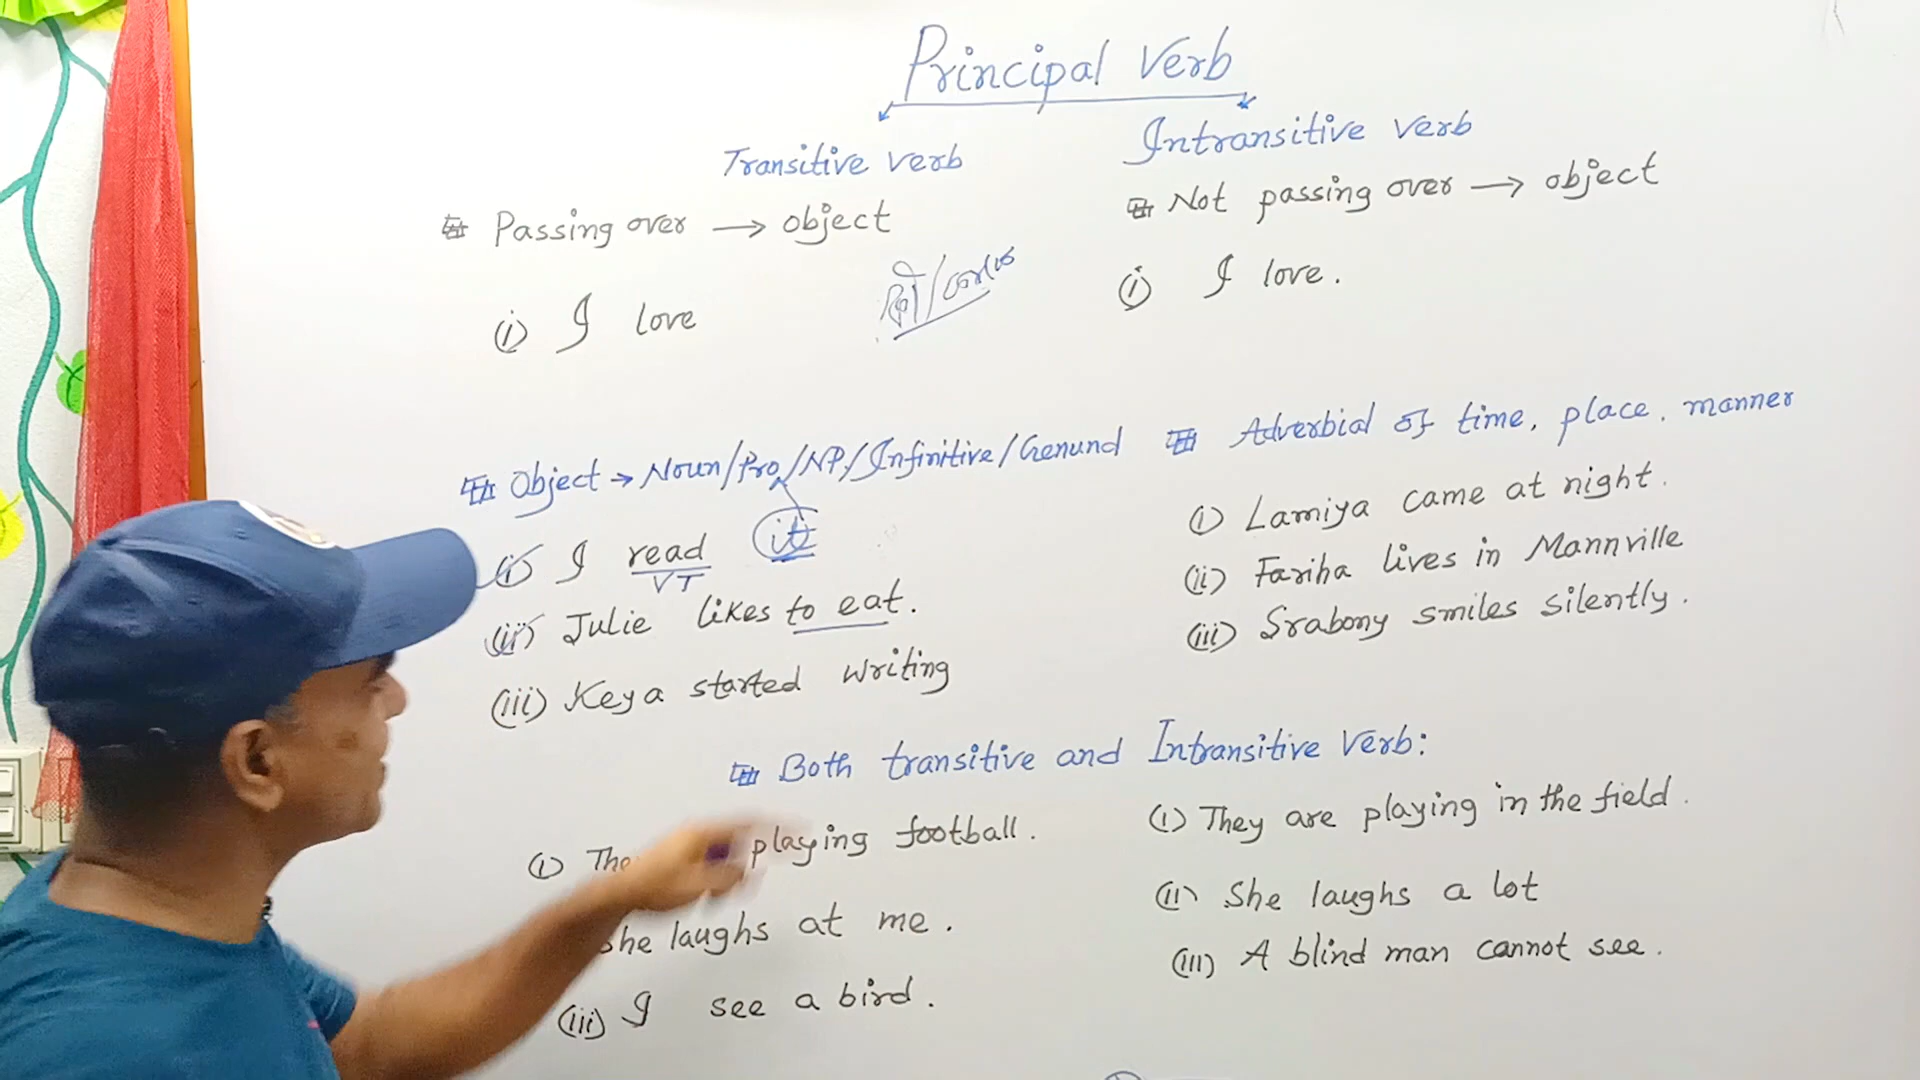 Principal Verb
Transitive verb
Passing over → object
(i) I love
Object → Noun/Pro/NP/Infinitive/Gerund
(i) I read it
VT
(ii) Julie likes to eat.
(iii) Keya started writing
Intransitive verb
Not passing over → object
(i) I love.
Adverbial of time, place, manner
(i) Lamiya came at night.
(ii) Fariha lives in Mannville
(iii) Srabony smiles silently.
Both transitive and Intransitive verb:
(i) The playing football.
she laughs at me.
(iii) I see a bird.
(i) They are playing in the field.
(ii) She laughs a lot
(iii) A blind man cannot see.